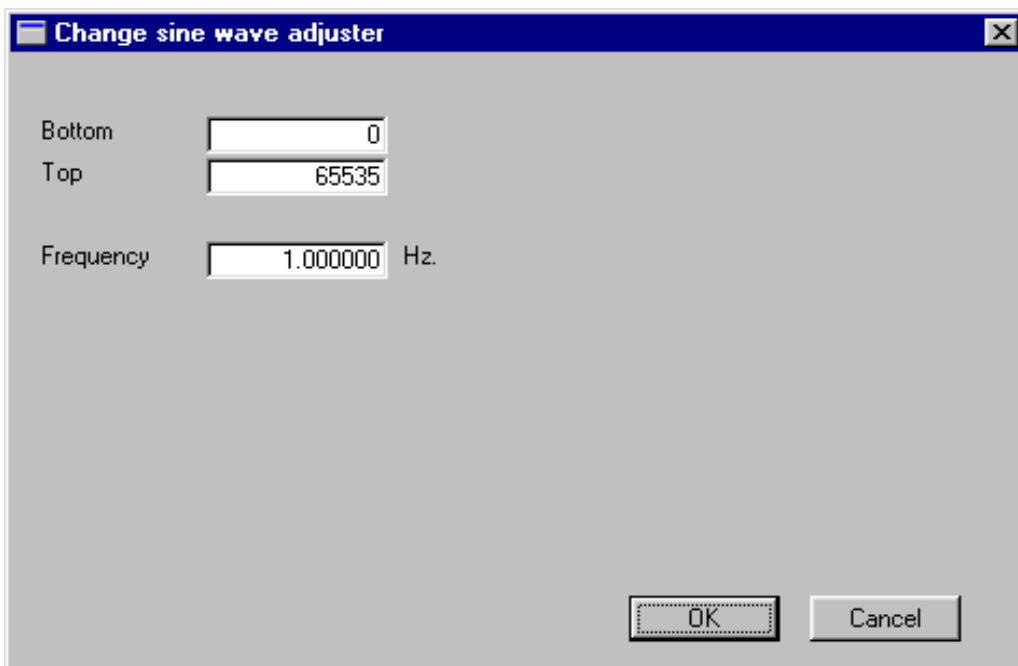 Change sine wave adjuster
Bottom 0
Top 65535
Frequency 1.000000 Hz.
OK Cancel